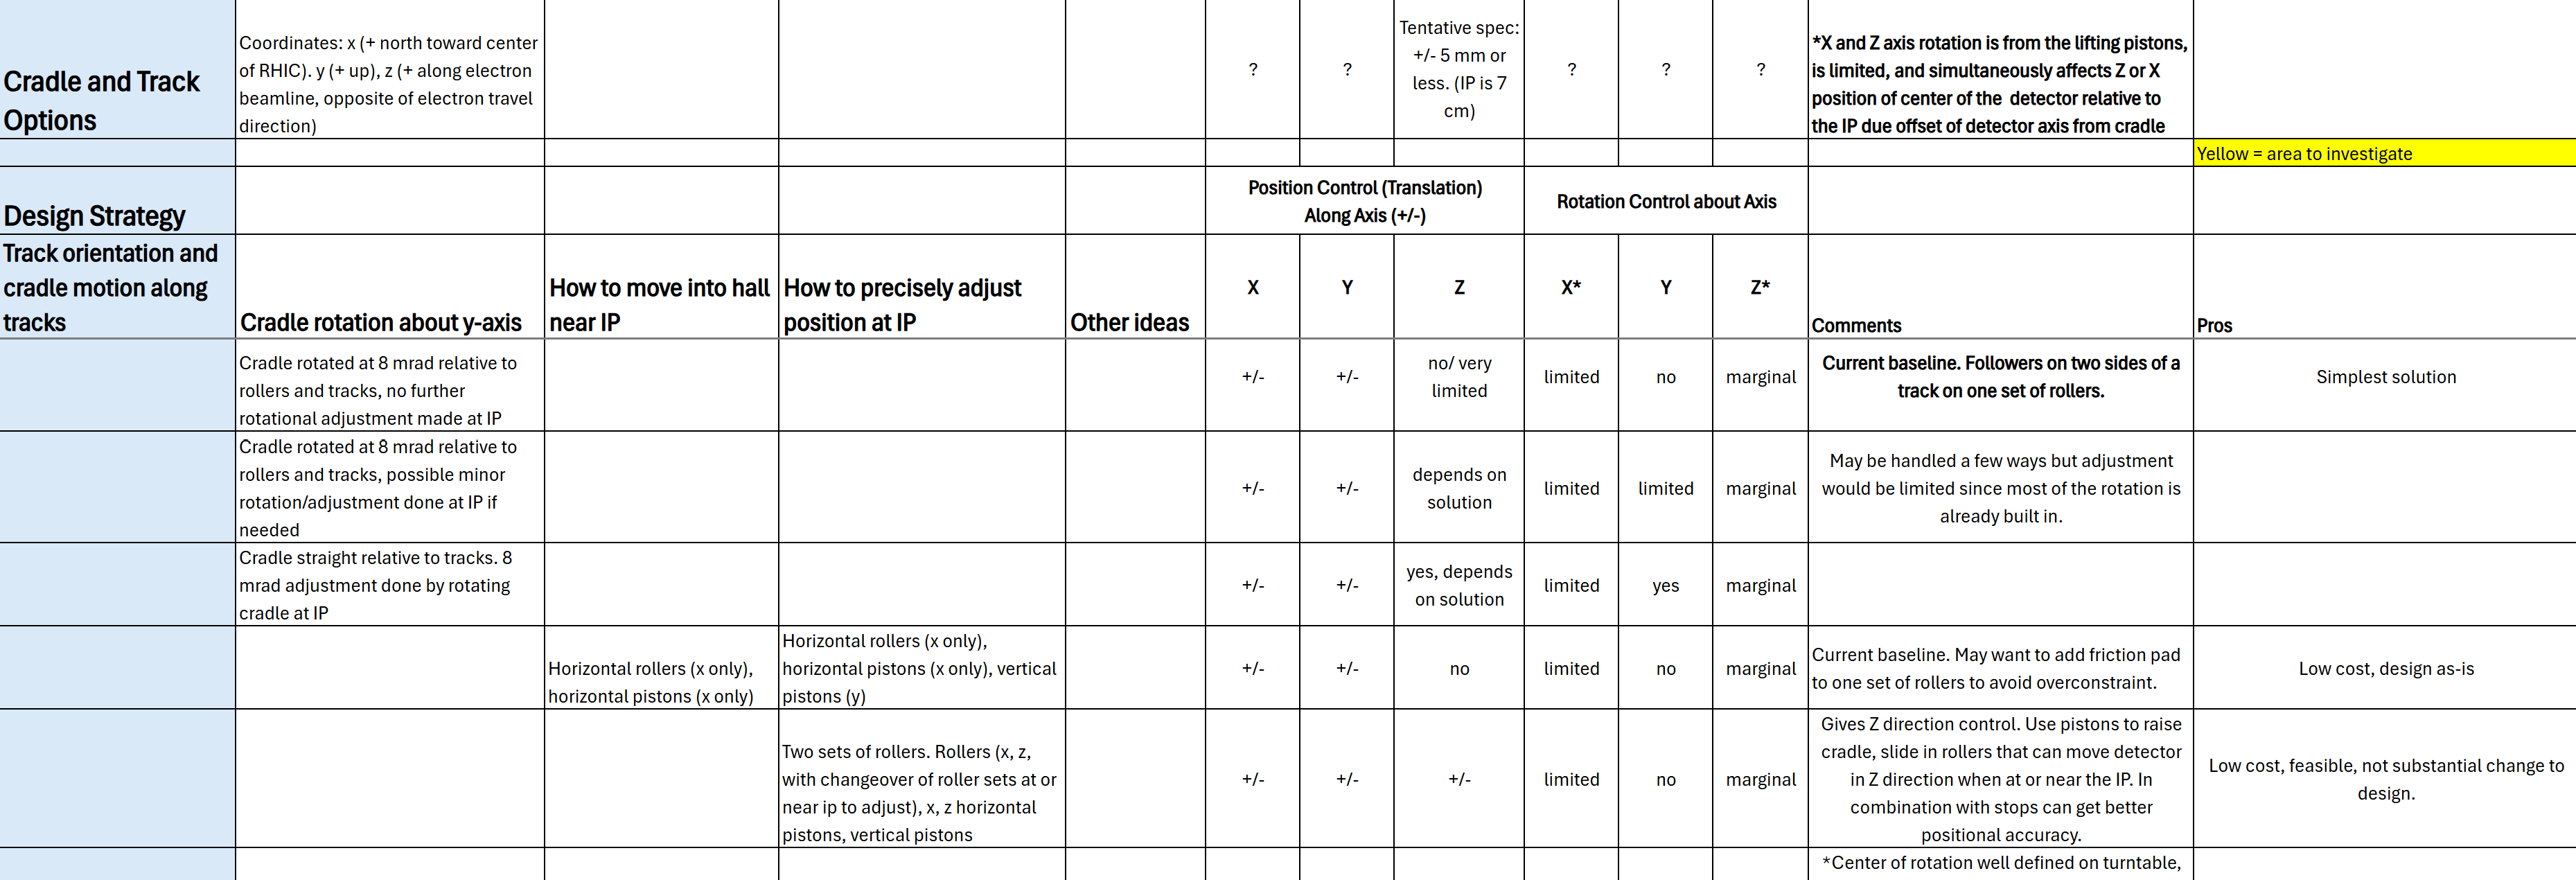 Cradle and Track
Options
Coordinates: x (+ north toward center
of RHIC). y (+ up), z (+ along electron
beamline, opposite of electron travel
direction)
?
?
Tentative spec:
+/- 5 mm or
less. (IP is 7
cm)
?
?
?
*X and Z axis rotation is from the lifting pistons,
is limited, and simultaneously affects Z or X
position of center of the  detector relative to
the IP due offset of detector axis from cradle
Yellow = area to investigate
Design Strategy
Position Control (Translation)
Along Axis (+/-)
Rotation Control about Axis
Track orientation and
cradle motion along
tracks
Cradle rotation about y-axis
How to move into hall
near IP
How to precisely adjust
position at IP
Other ideas
X
Y
Z
X*
Y
Z*
Comments
Pros
Cradle rotated at 8 mrad relative to
rollers and tracks, no further
rotational adjustment made at IP
+/-
+/-
no/ very
limited
limited
no
marginal
Current baseline. Followers on two sides of a
track on one set of rollers.
Simplest solution
Cradle rotated at 8 mrad relative to
rollers and tracks, possible minor
rotation/adjustment done at IP if
needed
+/-
+/-
depends on
solution
limited
limited
marginal
May be handled a few ways but adjustment
would be limited since most of the rotation is
already built in.
Cradle straight relative to tracks. 8
mrad adjustment done by rotating
cradle at IP
+/-
+/-
yes, depends
on solution
limited
yes
marginal
Horizontal rollers (x only),
horizontal pistons (x only)
Horizontal rollers (x only),
horizontal pistons (x only), vertical
pistons (y)
+/-
+/-
no
limited
no
marginal
Current baseline. May want to add friction pad
to one set of rollers to avoid overconstraint.
Low cost, design as-is
Two sets of rollers. Rollers (x, z,
with changeover of roller sets at or
near ip to adjust), x, z horizontal
pistons, vertical pistons
+/-
+/-
+/-
limited
no
marginal
Gives Z direction control. Use pistons to raise
cradle, slide in rollers that can move detector
in Z direction when at or near the IP. In
combination with stops can get better
positional accuracy.
Low cost, feasible, not substantial change to
design.
*Center of rotation well defined on turntable,